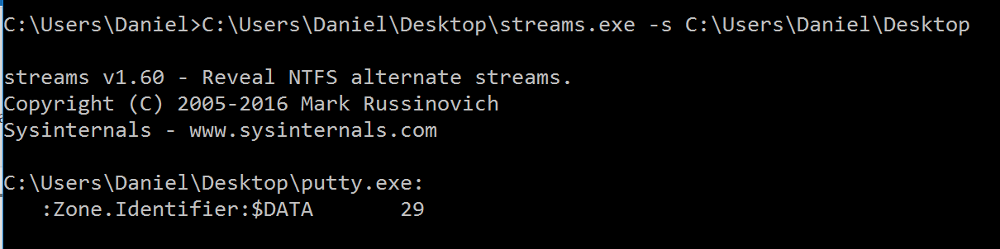 C:\Users\Daniel>C:\Users\Daniel\Desktop\streams.exe -s C:\Users\Daniel\Desktop
streams v1.60 - Reveal NTFS alternate streams.
Copyright (C) 2005-2016 Mark Russinovich
Sysinternals - www.sysinternals.com
C:\Users\Daniel\Desktop\putty.exe:
   :Zone.Identifier:$DATA       29